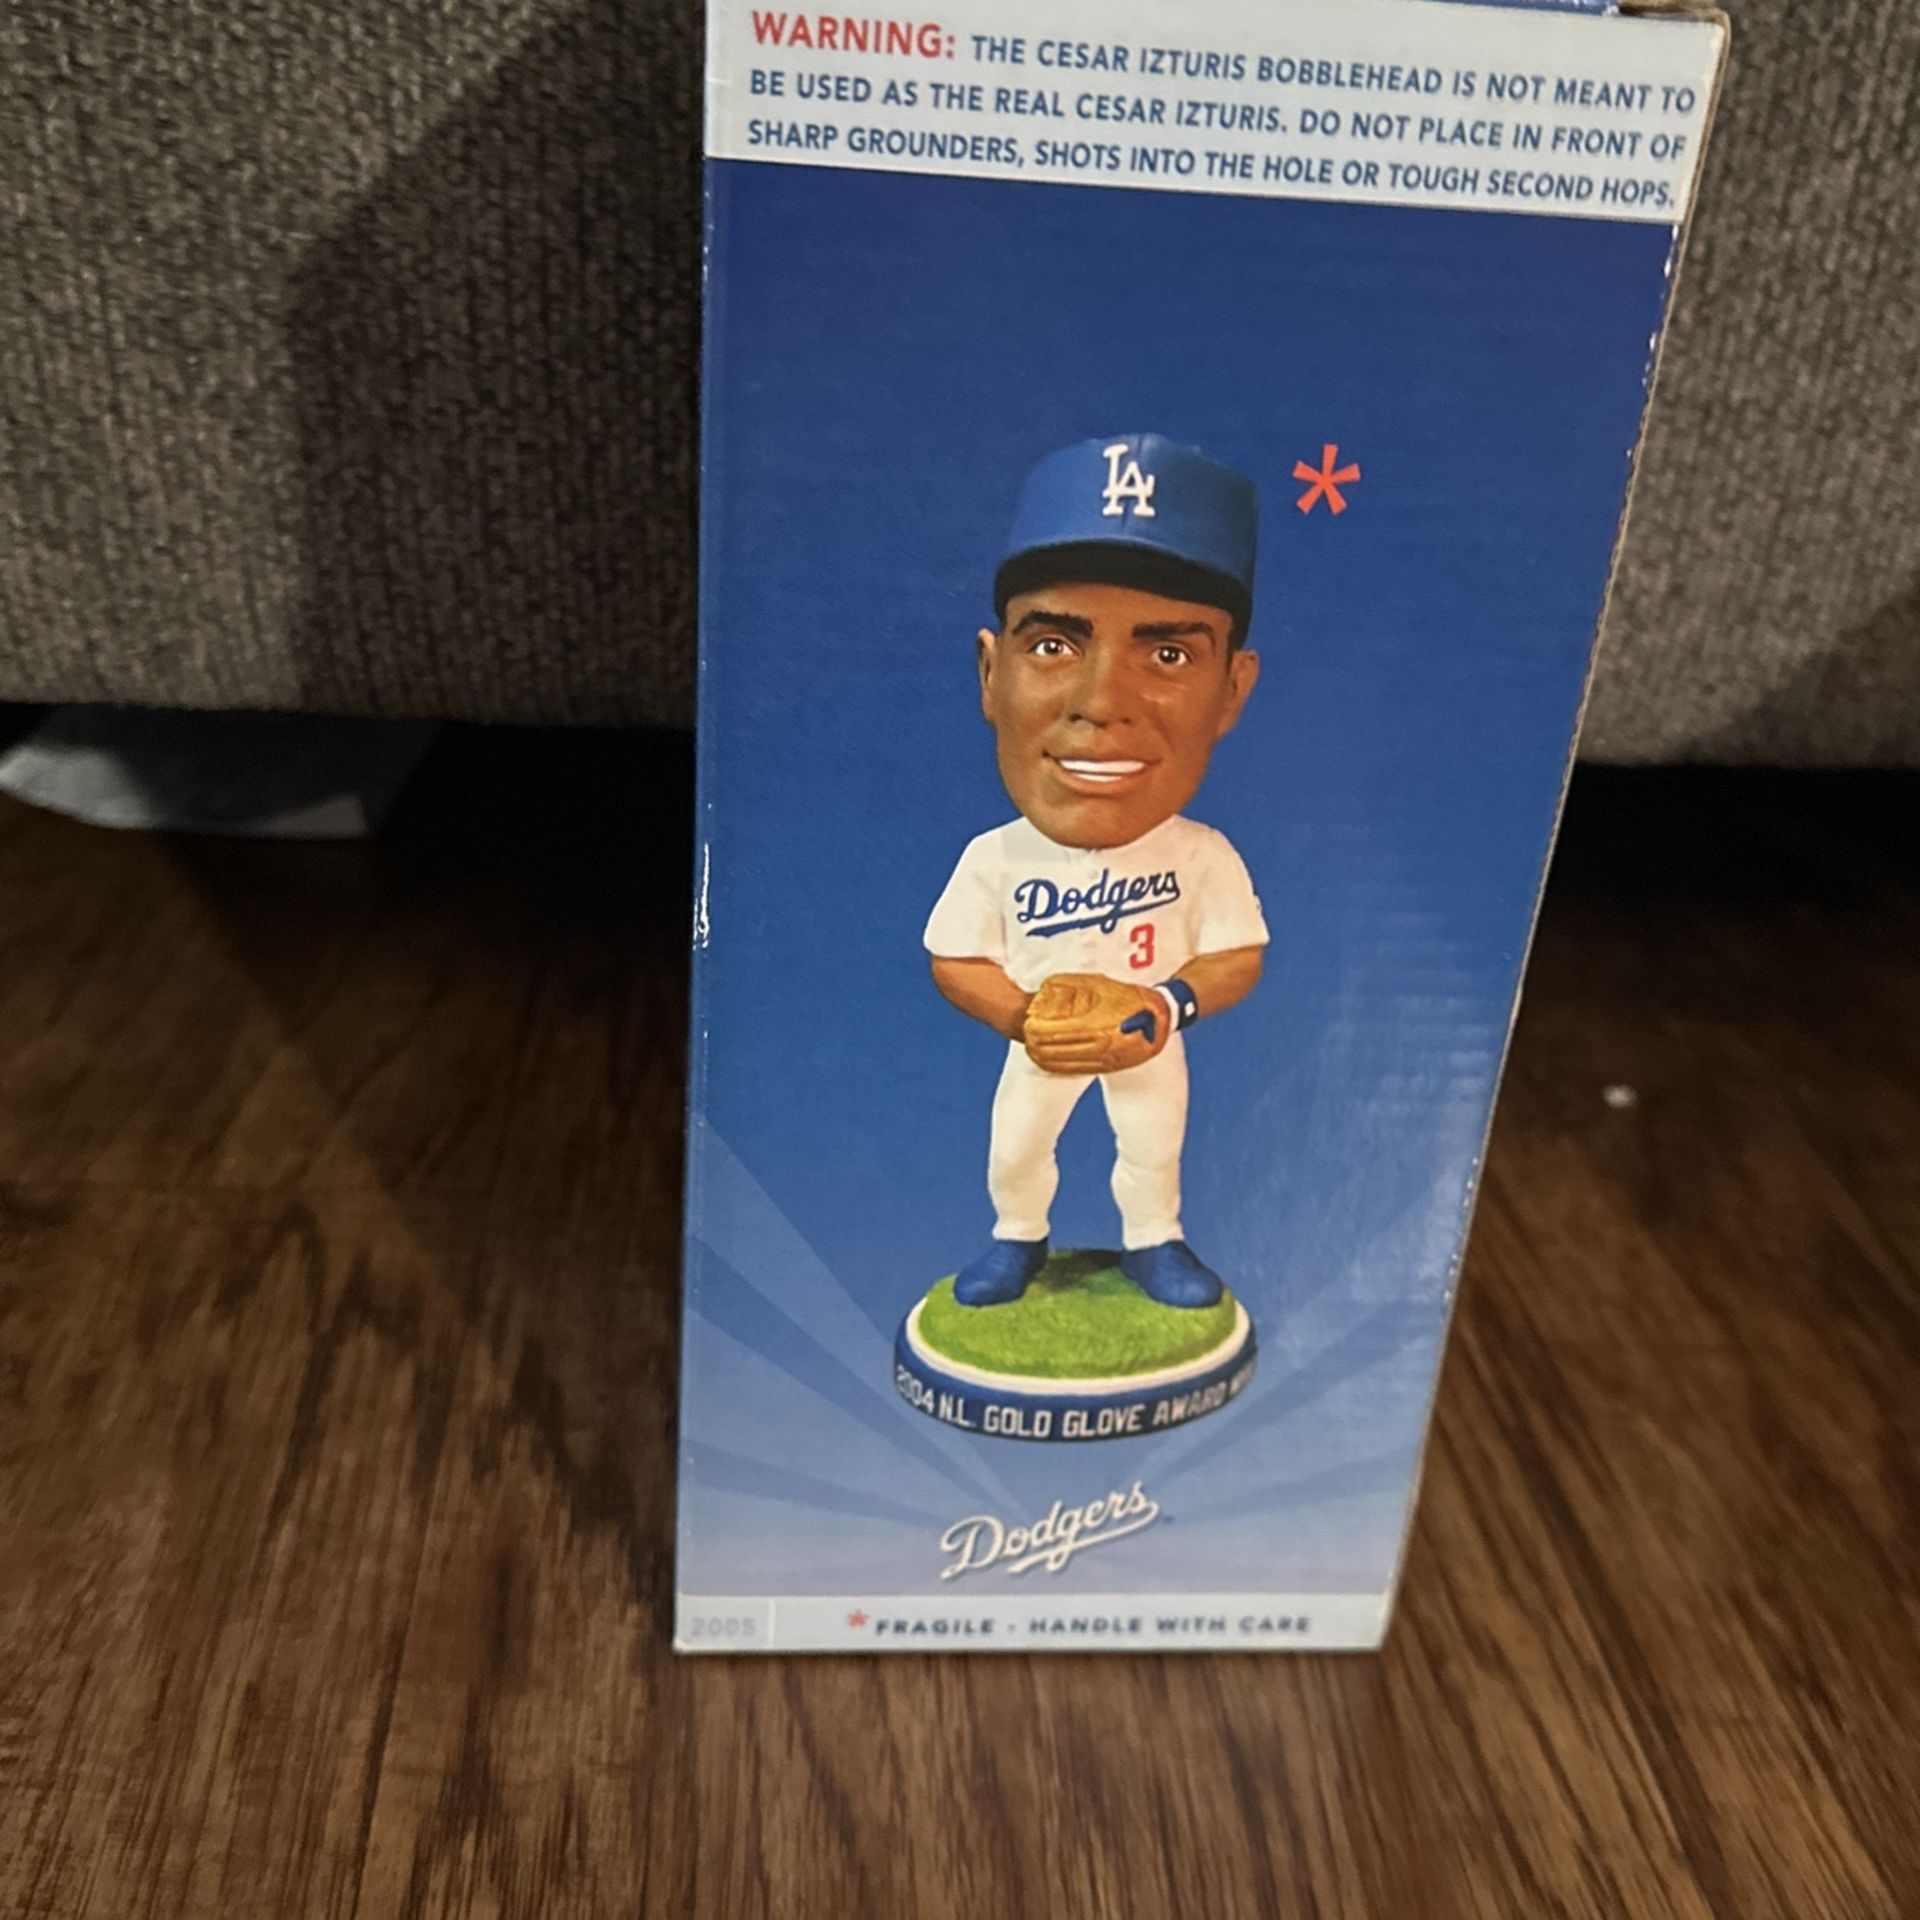 WARNING: THE CESAR IZTURIS BOBBLEHEAD IS NOT MEANT TO
BE USED AS THE REAL CESAR IZTURIS. DO NOT PLACE IN FRONT OF
SHARP GROUNDERS, SHOTS INTO THE HOLE OR TOUGH SECOND HOPS.
*
LA
Dodgers
3
2004 N.L. GOLD GLOVE AWARD
Dodgers
2005
*FRAGILE - HANDLE WITH CARE